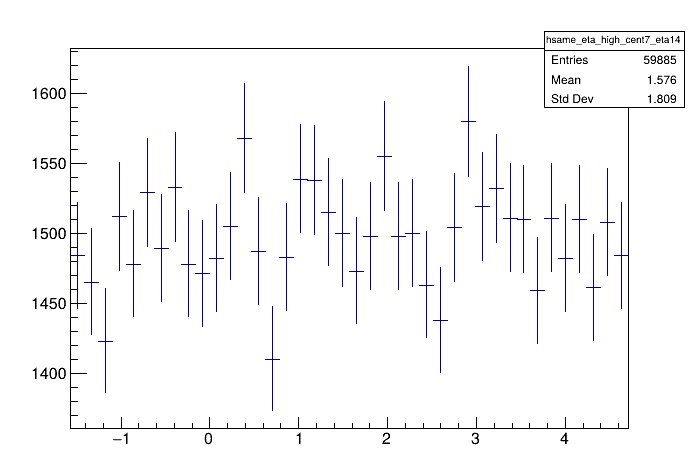 hsame_eta_high_cent7_eta14
Entries 59885
Mean 1.576
Std Dev 1.809
1600
1550
1500
1450
1400
−1 0 1 2 3 4